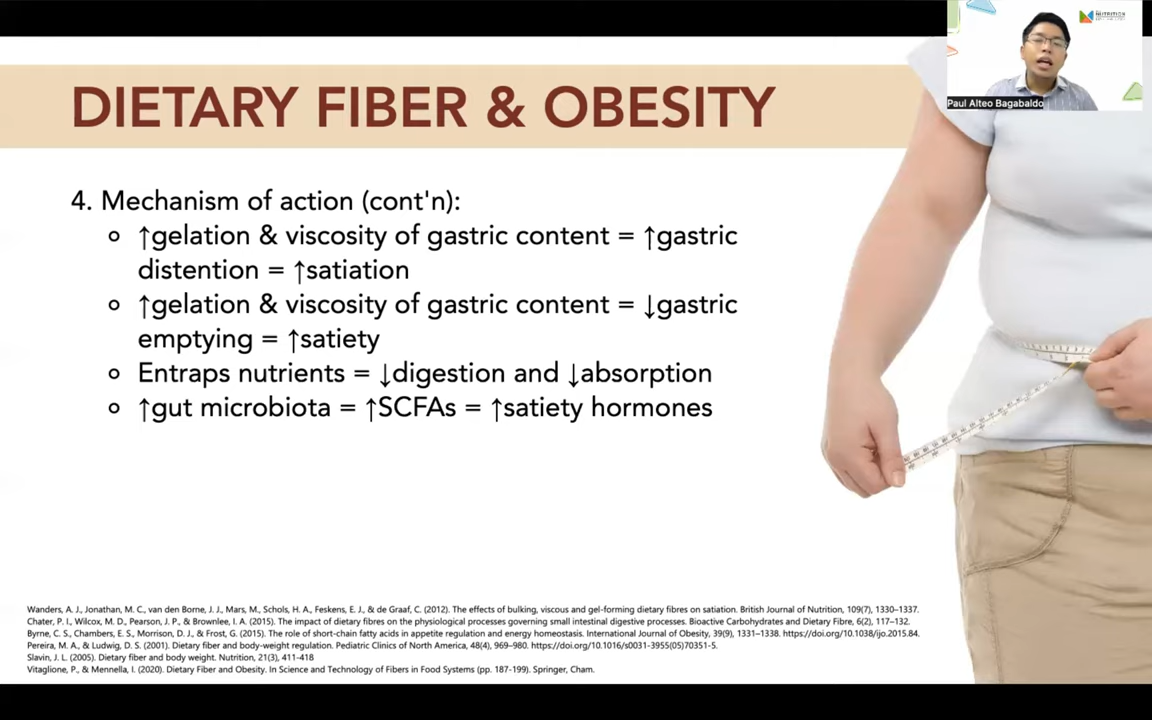 NUTRITION
Paul Alteo Bagabaldo
DIETARY FIBER & OBESITY
4. Mechanism of action (cont'n):
↑gelation & viscosity of gastric content = ↑gastric
distention = ↑satiation
↑gelation & viscosity of gastric content = ↓gastric
emptying = ↑satiety
Entraps nutrients = ↓digestion and ↓absorption
↑gut microbiota = ↑SCFAs = ↑satiety hormones
Wanders, A. J., Jonathan, M. C., van den Borne, J. J., Mars, M., Schols, H. A., Feskens, E. J., & de Graaf, C. (2012). The effects of bulking, viscous and gel-forming dietary fibres on satiation. British Journal of Nutrition, 109(7), 1330–1337.
Chater, P. I., Wilcox, M. D., Pearson, J. P., & Brownlee, I. A. (2015). The impact of dietary fibres on the physiological processes governing small intestinal digestive processes. Bioactive Carbohydrates and Dietary Fibre, 6(2), 117–132.
Byrne, C. S., Chambers, E. S., Morrison, D. J., & Frost, G. (2015). The role of short-chain fatty acids in appetite regulation and energy homeostasis. International Journal of Obesity, 39(9), 1331–1338. https://doi.org/10.1038/ijo.2015.84.
Pereira, M. A., & Ludwig, D. S. (2001). Dietary fiber and body-weight regulation. Pediatric Clinics of North America, 48(4), 969–980. https://doi.org/10.1016/s0031-3955(05)70351-5.
Slavin, J. L. (2005). Dietary fiber and body weight. Nutrition, 21(3), 411-418
Vitaglione, P., & Mennella, I. (2020). Dietary Fiber and Obesity. In Science and Technology of Fibers in Food Systems (pp. 187-199). Springer, Cham.